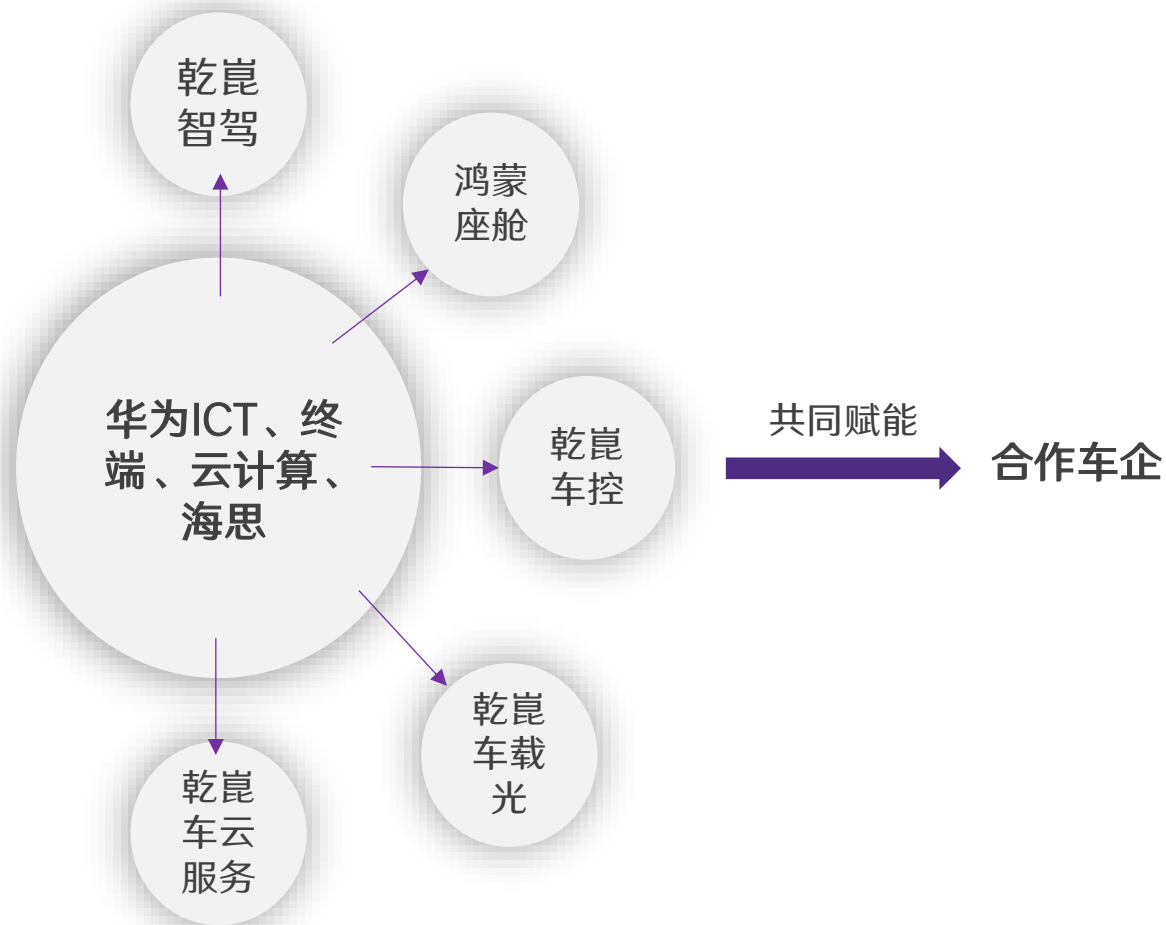 乾崑
智驾
鸿蒙
座舱
华为ICT、终
端、云计算、
海思
乾崑
车控
共同赋能
合作车企
乾崑
车载
光
乾崑
车云
服务